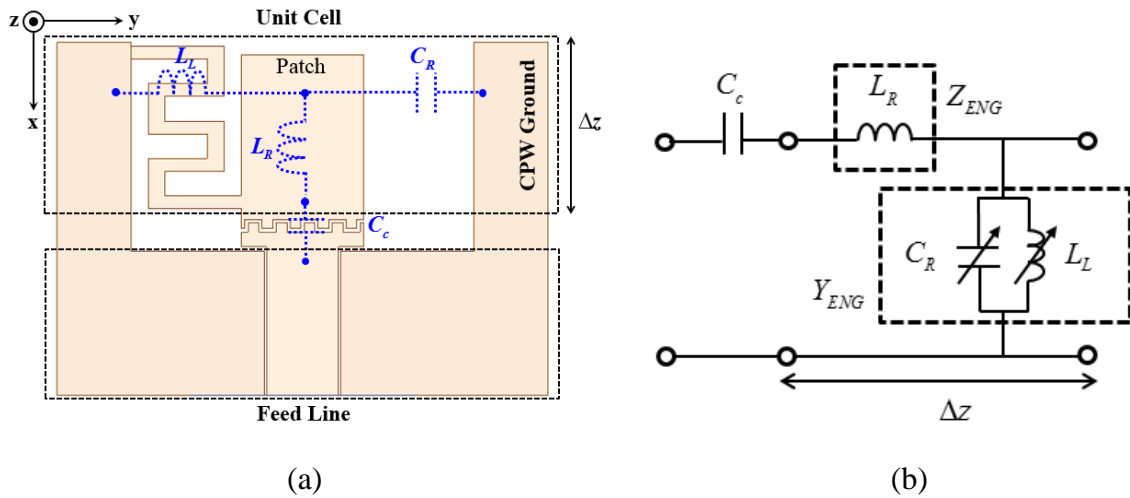 z
y
x
Unit Cell
L_L
Patch
C_R
L_R
C_c
CPW Ground
Δz
Feed Line
(a)
C_c
L_R
Z_ENG
C_R
L_L
Y_ENG
Δz
(b)